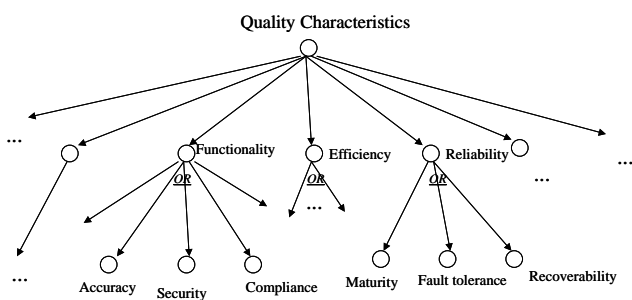 Quality Characteristics
...
Functionality
Efficiency
Reliability
...
...
OR
OR
OR
...
...
Accuracy
Security
Compliance
Maturity
Fault tolerance
Recoverability